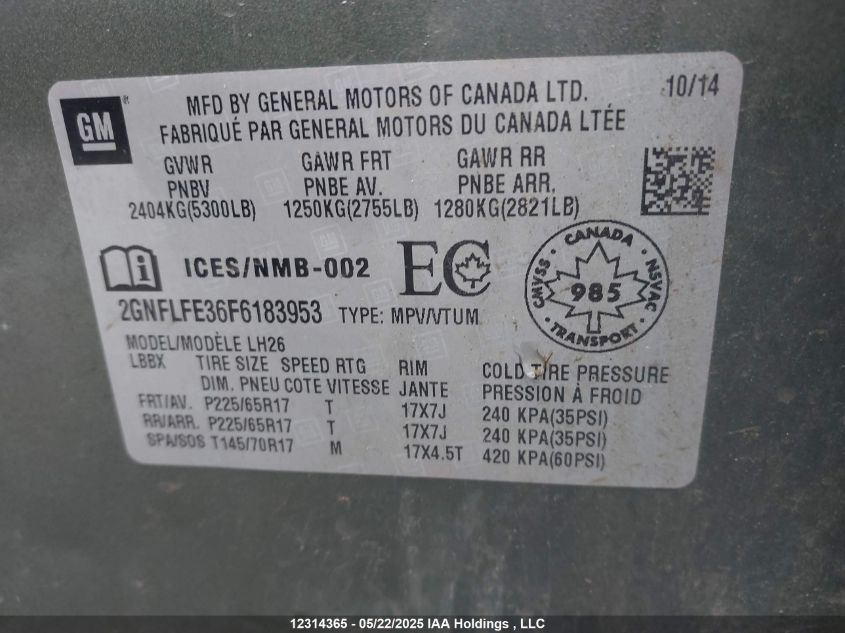 GM
MFD BY GENERAL MOTORS OF CANADA LTD. 10/14
FABRIQUÉ PAR GENERAL MOTORS DU CANADA LTÉE
GVWR GAWR FRT GAWR RR
PNBV PNBE AV. PNBE ARR.
2404KG(5300LB) 1250KG(2755LB) 1280KG(2821LB)
ICES/NMB-002 EC
CANADA
CMVSS 985 NSVAC
TRANSPORT
2GNFLFE36F6183953 TYPE: MPV/VTUM
MODEL/MODÈLE LH26
LBBX TIRE SIZE SPEED RTG RIM COLD TIRE PRESSURE
DIM. PNEU COTE VITESSE JANTE PRESSION À FROID
FRT/AV. P225/65R17 T 17X7J 240 KPA(35PSI)
RR/ARR. P225/65R17 T 17X7J 240 KPA(35PSI)
SPA/SOS T145/70R17 M 17X4.5T 420 KPA(60PSI)
12314365 - 05/22/2025 IAA Holdings , LLC